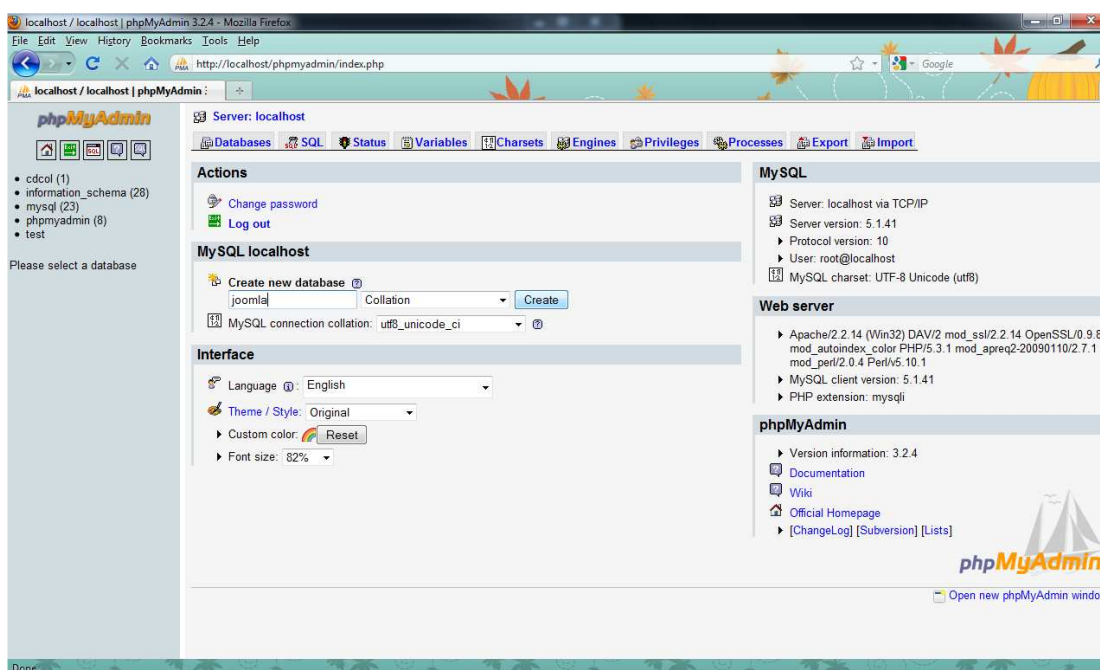 localhost / localhost | phpMyAdmin 3.2.4 - Mozilla Firefox
File Edit View History Bookmarks Tools Help
http://localhost/phpmyadmin/index.php
Google
localhost / localhost | phpMyAdmin
phpMyAdmin
Server: localhost
Databases SQL Status Variables Charsets Engines Privileges Processes Export Import
cdcol (1)
information_schema (28)
mysql (23)
phpmyadmin (8)
test
Please select a database
Actions
Change password
Log out
MySQL localhost
Create new database
joomla Collation Create
MySQL connection collation: utf8_unicode_ci
Interface
Language : English
Theme / Style: Original
Custom color: Reset
Font size: 82%
MySQL
Server: localhost via TCP/IP
Server version: 5.1.41
Protocol version: 10
User: root@localhost
MySQL charset: UTF-8 Unicode (utf8)
Web server
Apache/2.2.14 (Win32) DAV/2 mod_ssl/2.2.14 OpenSSL/0.9.8
mod_autoindex_color PHP/5.3.1 mod_apreq2-20090110/2.7.1
mod_perl/2.0.4 Perl/v5.10.1
MySQL client version: 5.1.41
PHP extension: mysqli
phpMyAdmin
Version information: 3.2.4
Documentation
Wiki
Official Homepage
[ChangeLog] [Subversion] [Lists]
phpMyAdmin
Open new phpMyAdmin windo
Done